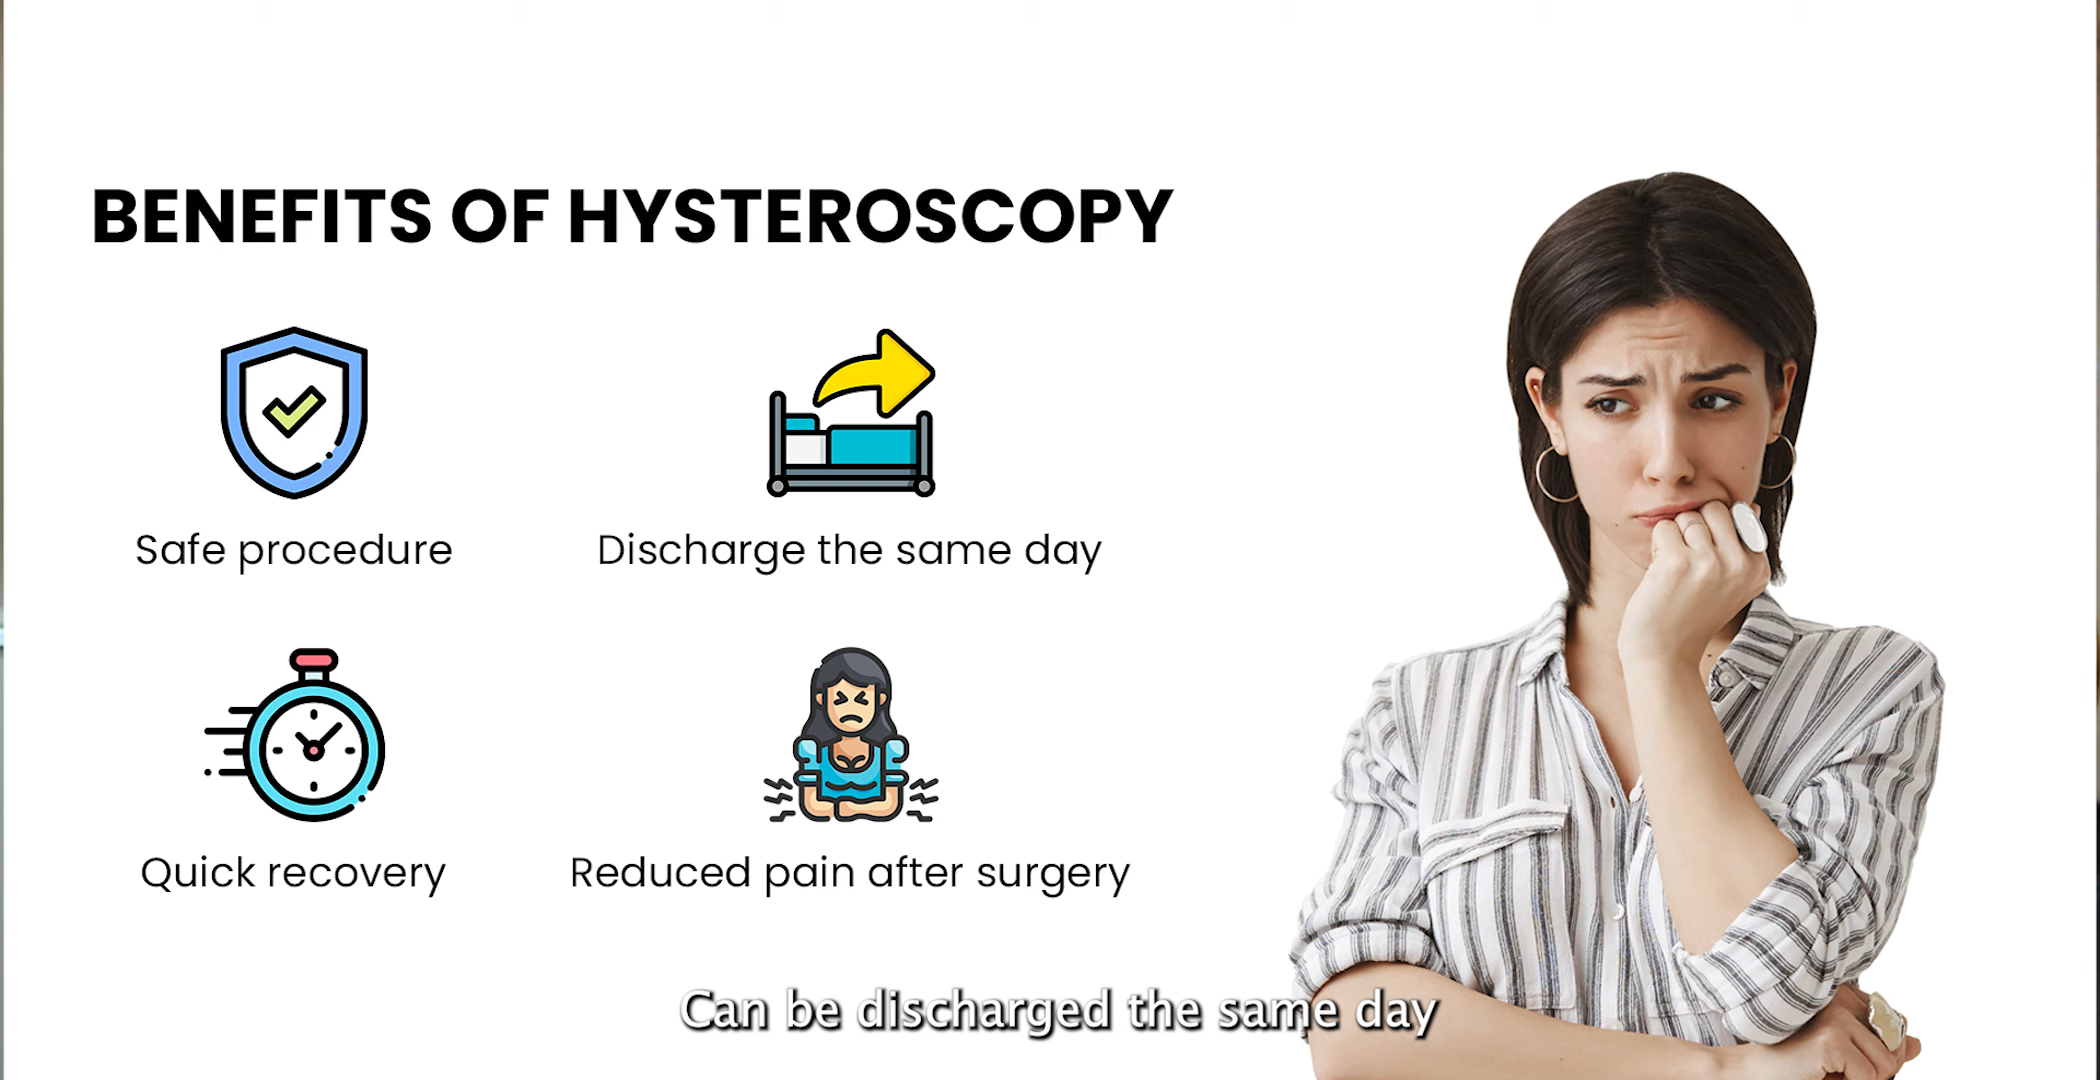 BENEFITS OF HYSTEROSCOPY
Safe procedure
Discharge the same day
Quick recovery
Reduced pain after surgery
Can be discharged the same day